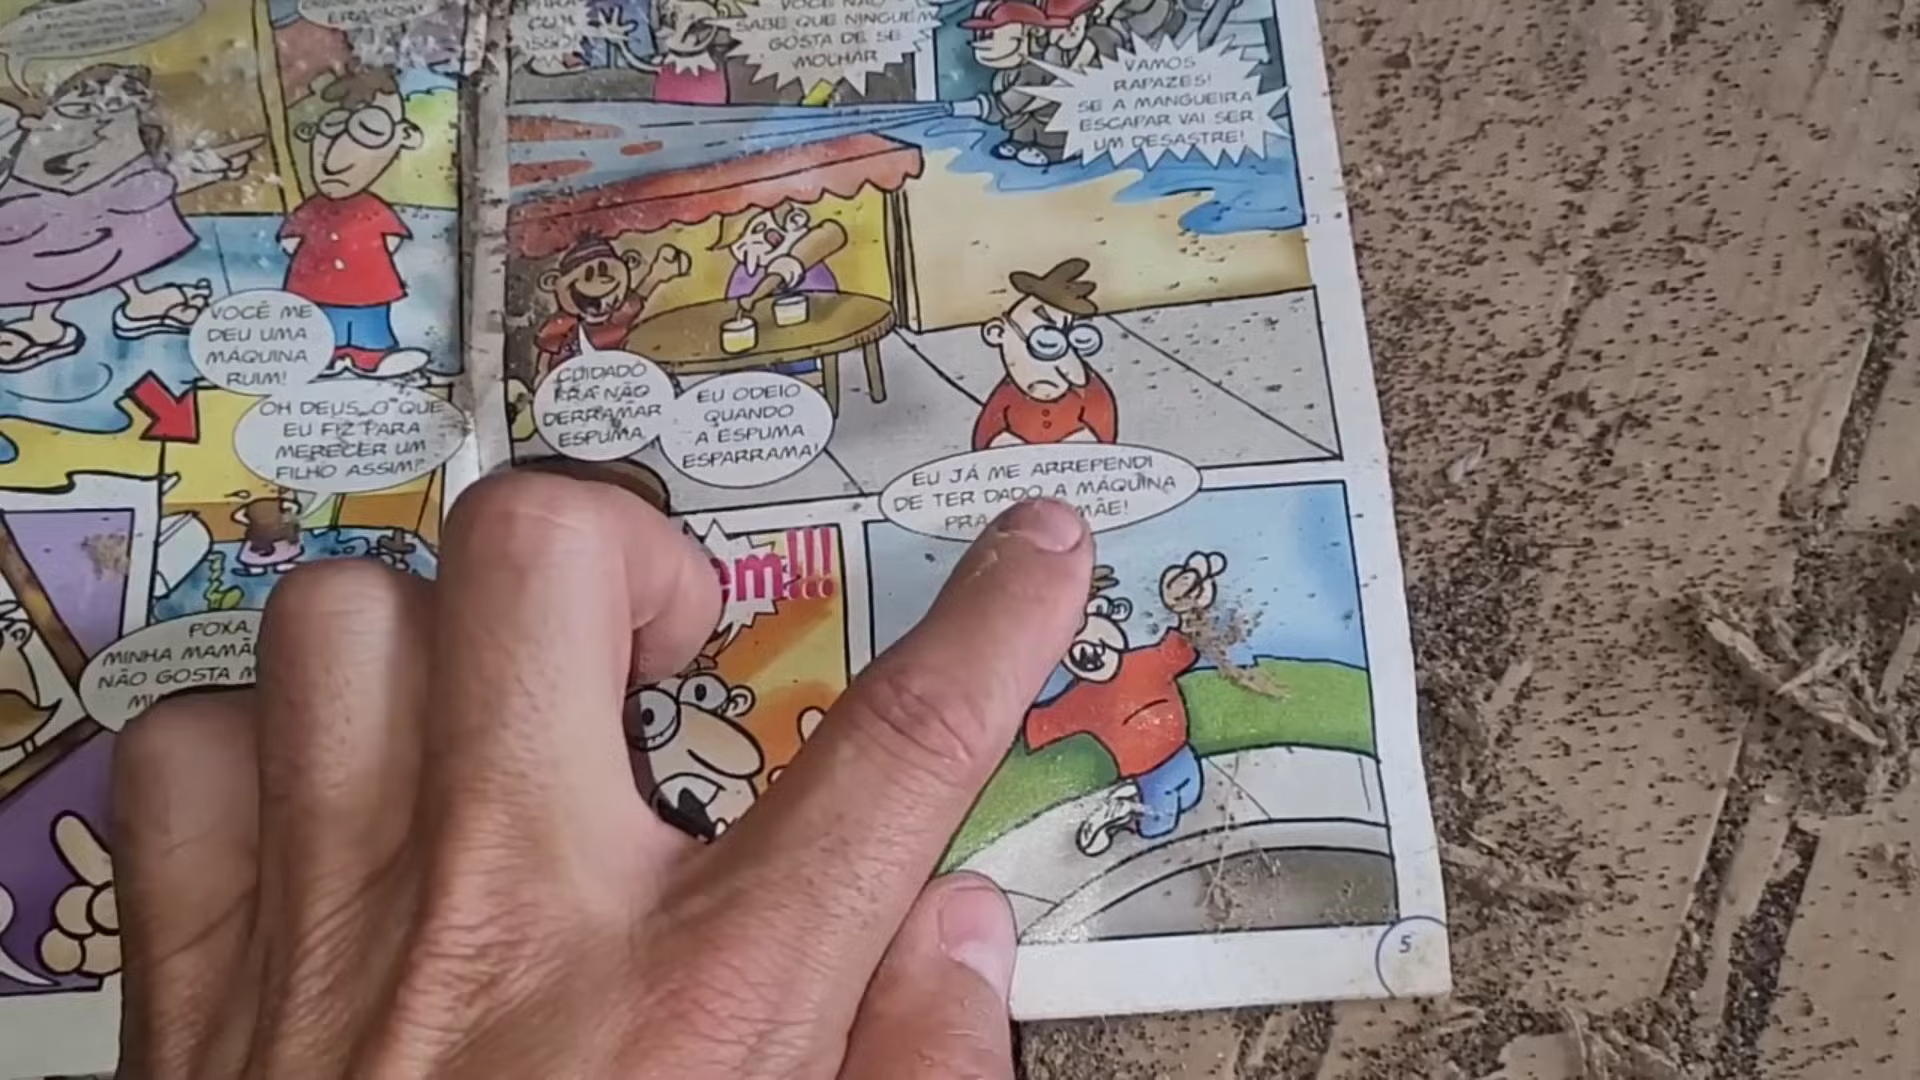 VOCÊ ME
DEU UMA
MÁQUINA
RUIM!
OH DEUS, O QUE
EU FIZ PARA
MERECER UM
FILHO ASSIM?
POXA,
MINHA MAMÃ
NÃO GOSTA M
ISSO
VOCÊ NÃO
SABE QUE NINGUÉM
GOSTA DE SE
MOLHAR
VAMOS
RAPAZES!
SE A MANGUEIRA
ESCAPAR VAI SER
UM DESASTRE!
CUIDADO
PRA NÃO
DERRAMAR
ESPUMA
EU ODEIO
QUANDO
A ESPUMA
ESPARRAMA!
em!!!
EU JÁ ME ARREPENDI
DE TER DADO A MÁQUINA
PRA MÃE!
5